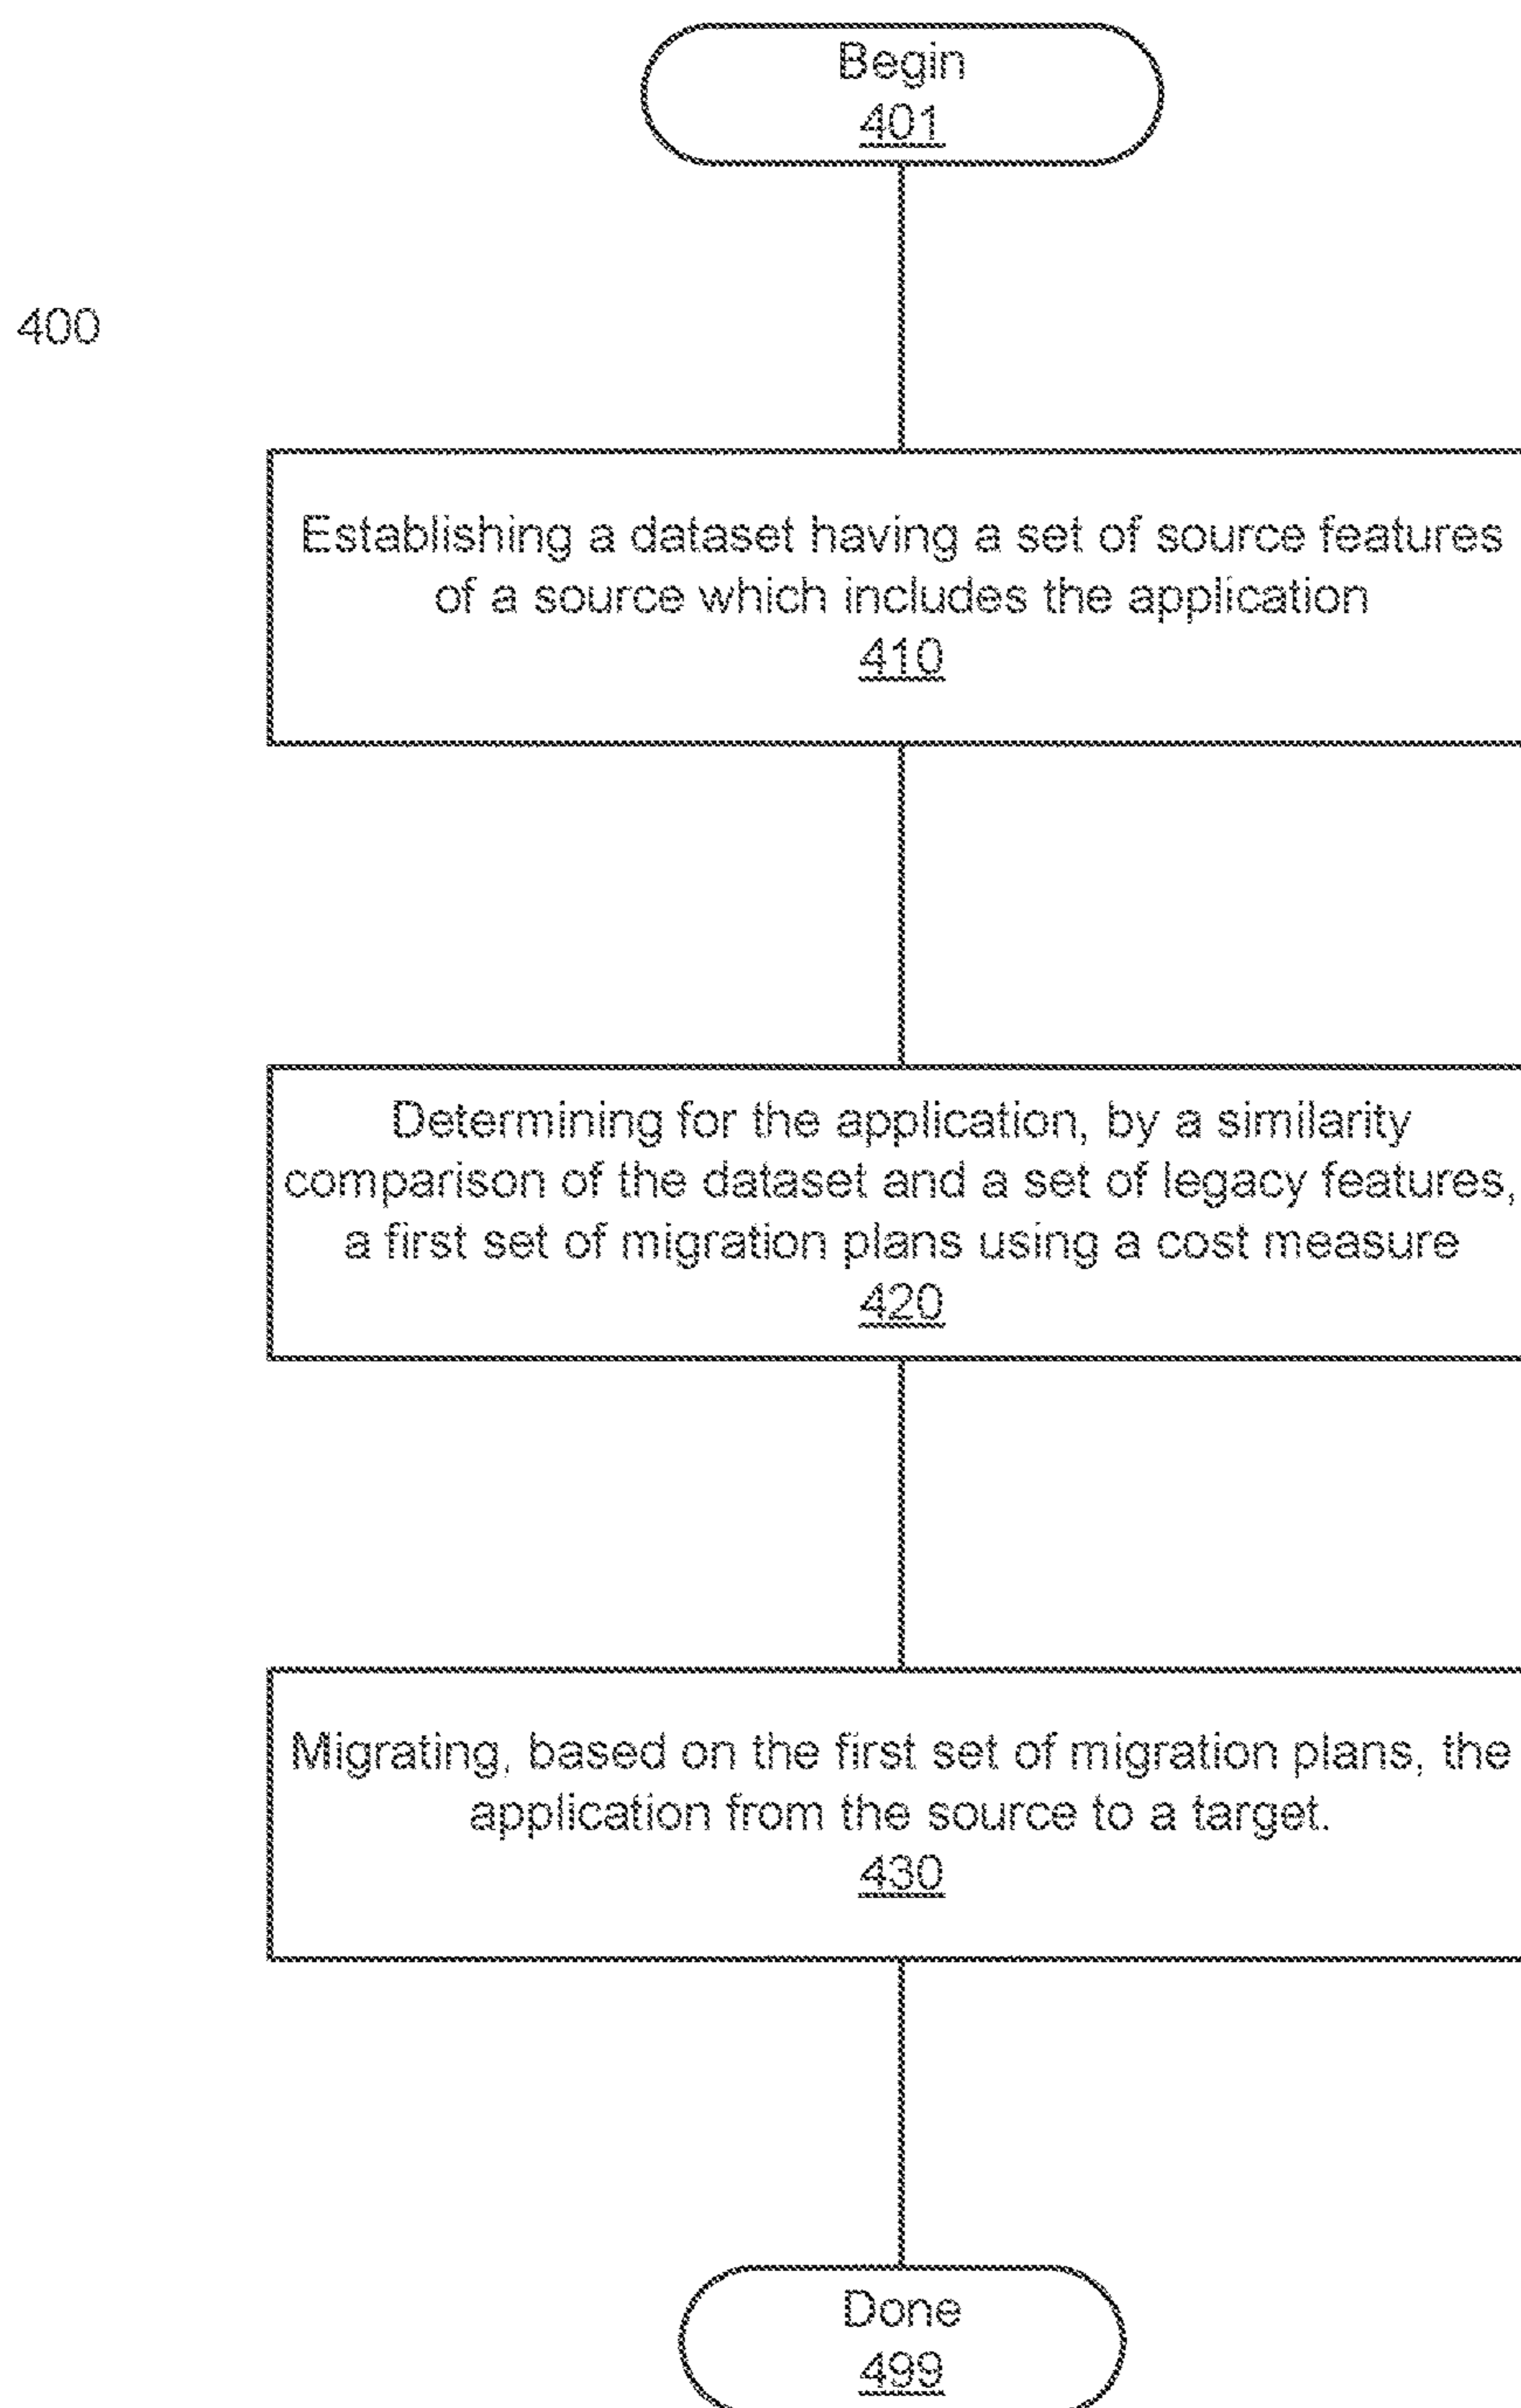 Begin
401
400
Establishing a dataset having a set of source features
of a source which includes the application
410
Determining for the application, by a similarity
comparison of the dataset and a set of legacy features,
a first set of migration plans using a cost measure
420
Migrating, based on the first set of migration plans, the
application from the source to a target.
430
Done
499